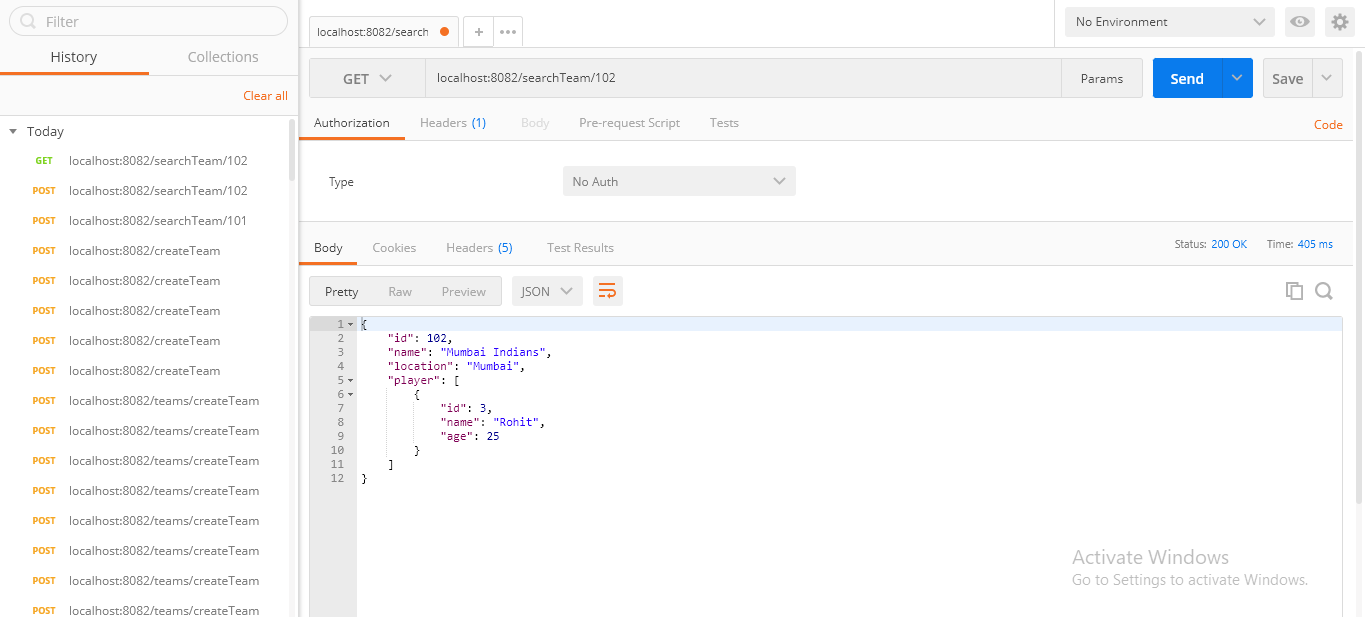 Filter
History Collections
Clear all
Today
GET localhost:8082/searchTeam/102
POST localhost:8082/searchTeam/102
POST localhost:8082/searchTeam/101
POST localhost:8082/createTeam
POST localhost:8082/createTeam
POST localhost:8082/createTeam
POST localhost:8082/createTeam
POST localhost:8082/createTeam
POST localhost:8082/teams/createTeam
POST localhost:8082/teams/createTeam
POST localhost:8082/teams/createTeam
POST localhost:8082/teams/createTeam
POST localhost:8082/teams/createTeam
POST localhost:8082/teams/createTeam
POST localhost:8082/teams/createTeam
POST localhost:8082/teams/createTeam
localhost:8082/search + •••
No Environment
GET localhost:8082/searchTeam/102 Params Send Save
Authorization Headers (1) Body Pre-request Script Tests Code
Type No Auth
Body Cookies Headers (5) Test Results Status: 200 OK Time: 405 ms
Pretty Raw Preview JSON
1 {
2 "id": 102,
3 "name": "Mumbai Indians",
4 "location": "Mumbai",
5 "player": [
6 {
7 "id": 3,
8 "name": "Rohit",
9 "age": 25
10 }
11 ]
12 }
Activate Windows
Go to Settings to activate Windows.